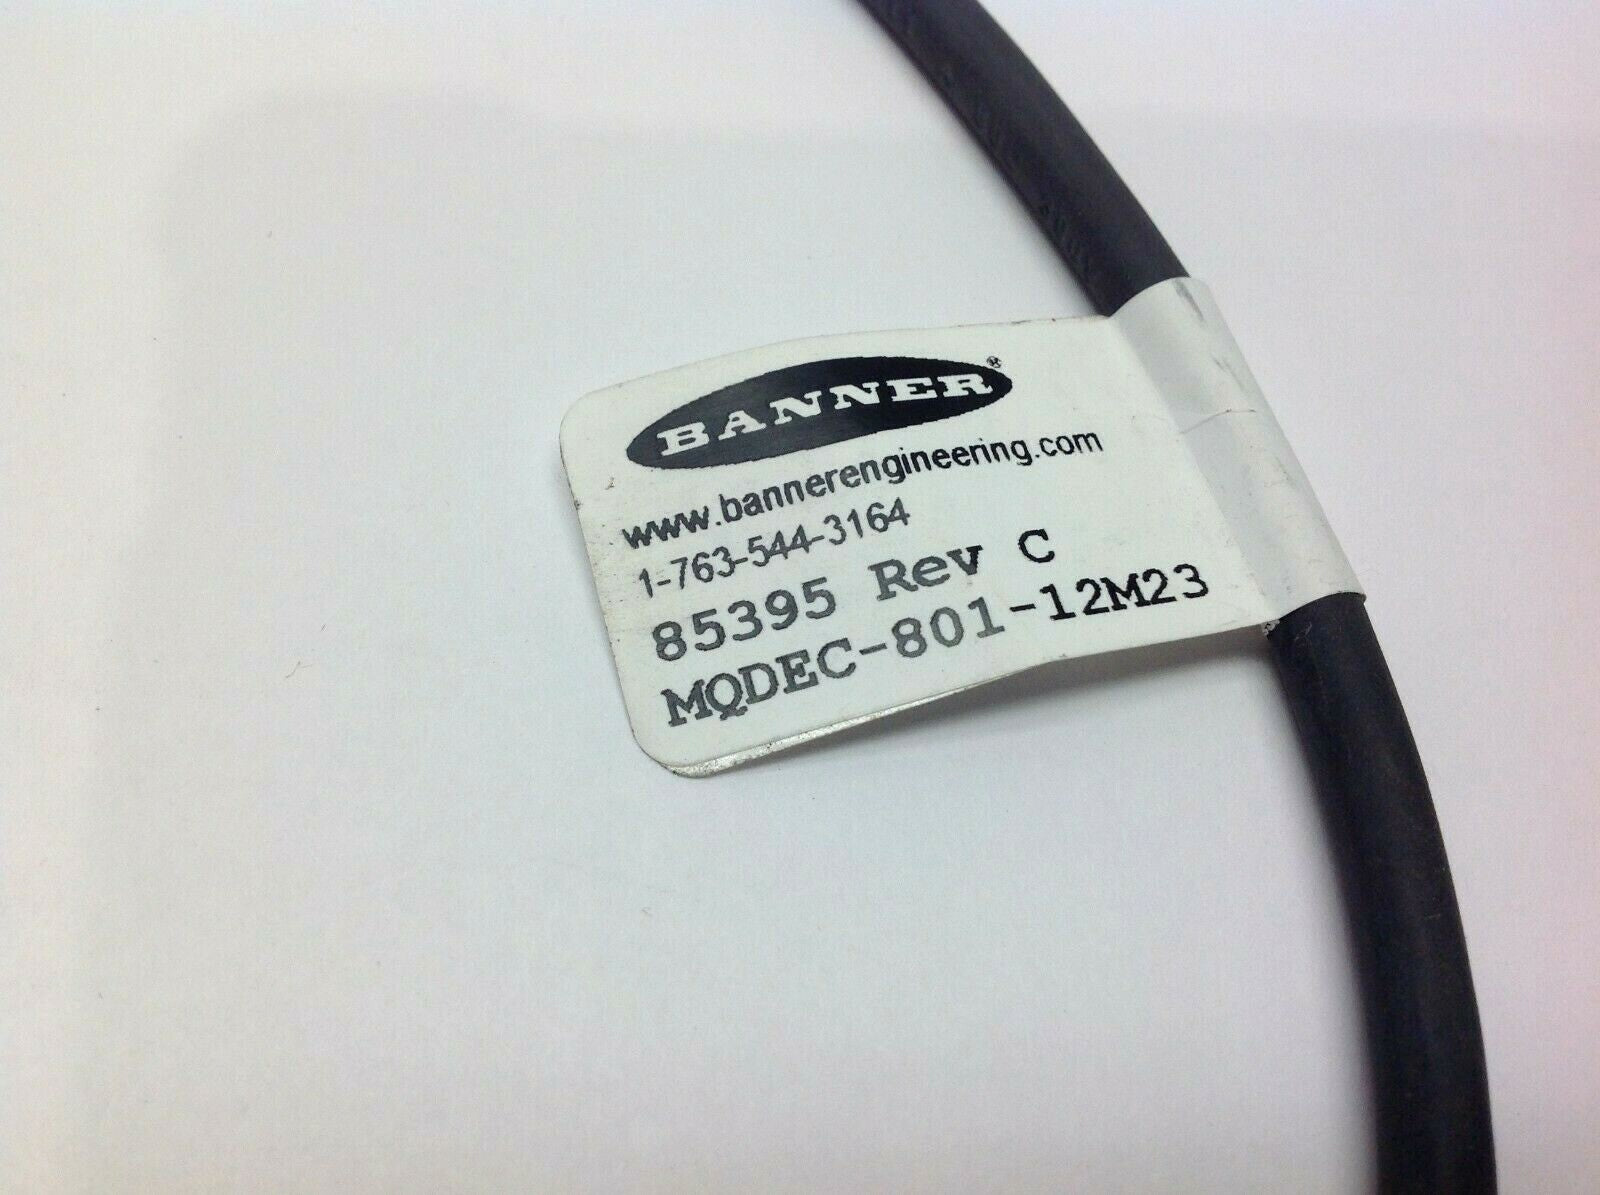 BANNER®
www.bannerengineering.com
1-763-544-3164
85395 Rev C
MQDEC-801-12M23